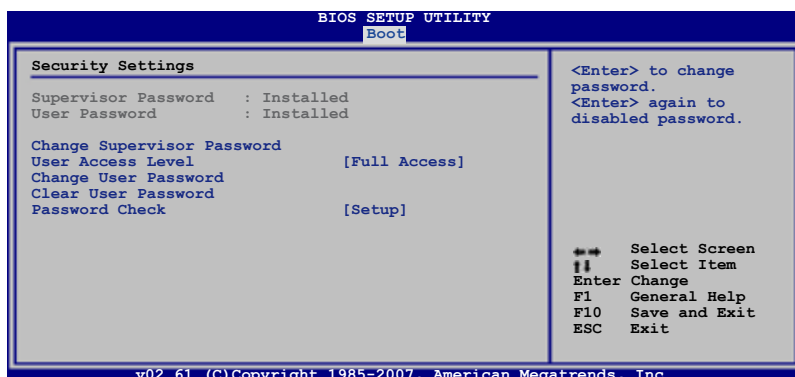 BIOS SETUP UTILITY
Boot
Security Settings
Supervisor Password : Installed
User Password : Installed
Change Supervisor Password
User Access Level [Full Access]
Change User Password
Clear User Password
Password Check [Setup]
<Enter> to change
password.
<Enter> again to
disabled password.
←→ Select Screen
↑↓ Select Item
Enter Change
F1 General Help
F10 Save and Exit
ESC Exit
v02.61 (C)Copyright 1985-2007, American Megatrends, Inc.